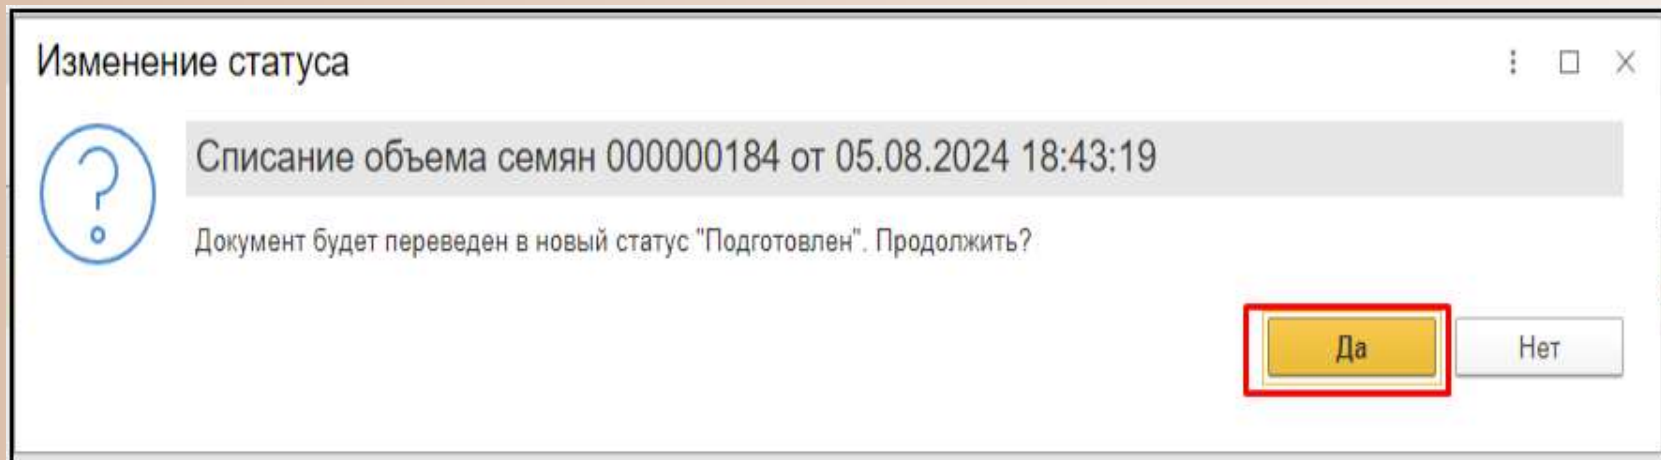 Изменение статуса
Списание объема семян 000000184 от 05.08.2024 18:43:19
Документ будет переведен в новый статус "Подготовлен". Продолжить?
Да Нет